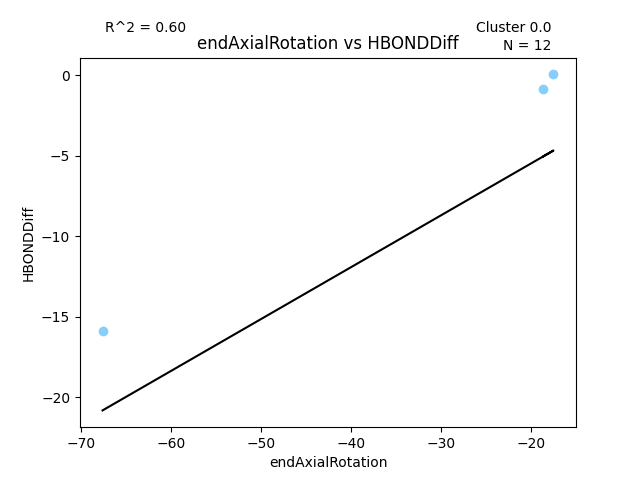 R^2 = 0.60
Cluster 0.0
endAxialRotation vs HBONDDiff
N = 12
0
−5
−10
−15
−20
HBONDDiff
−70 −60 −50 −40 −30 −20
endAxialRotation